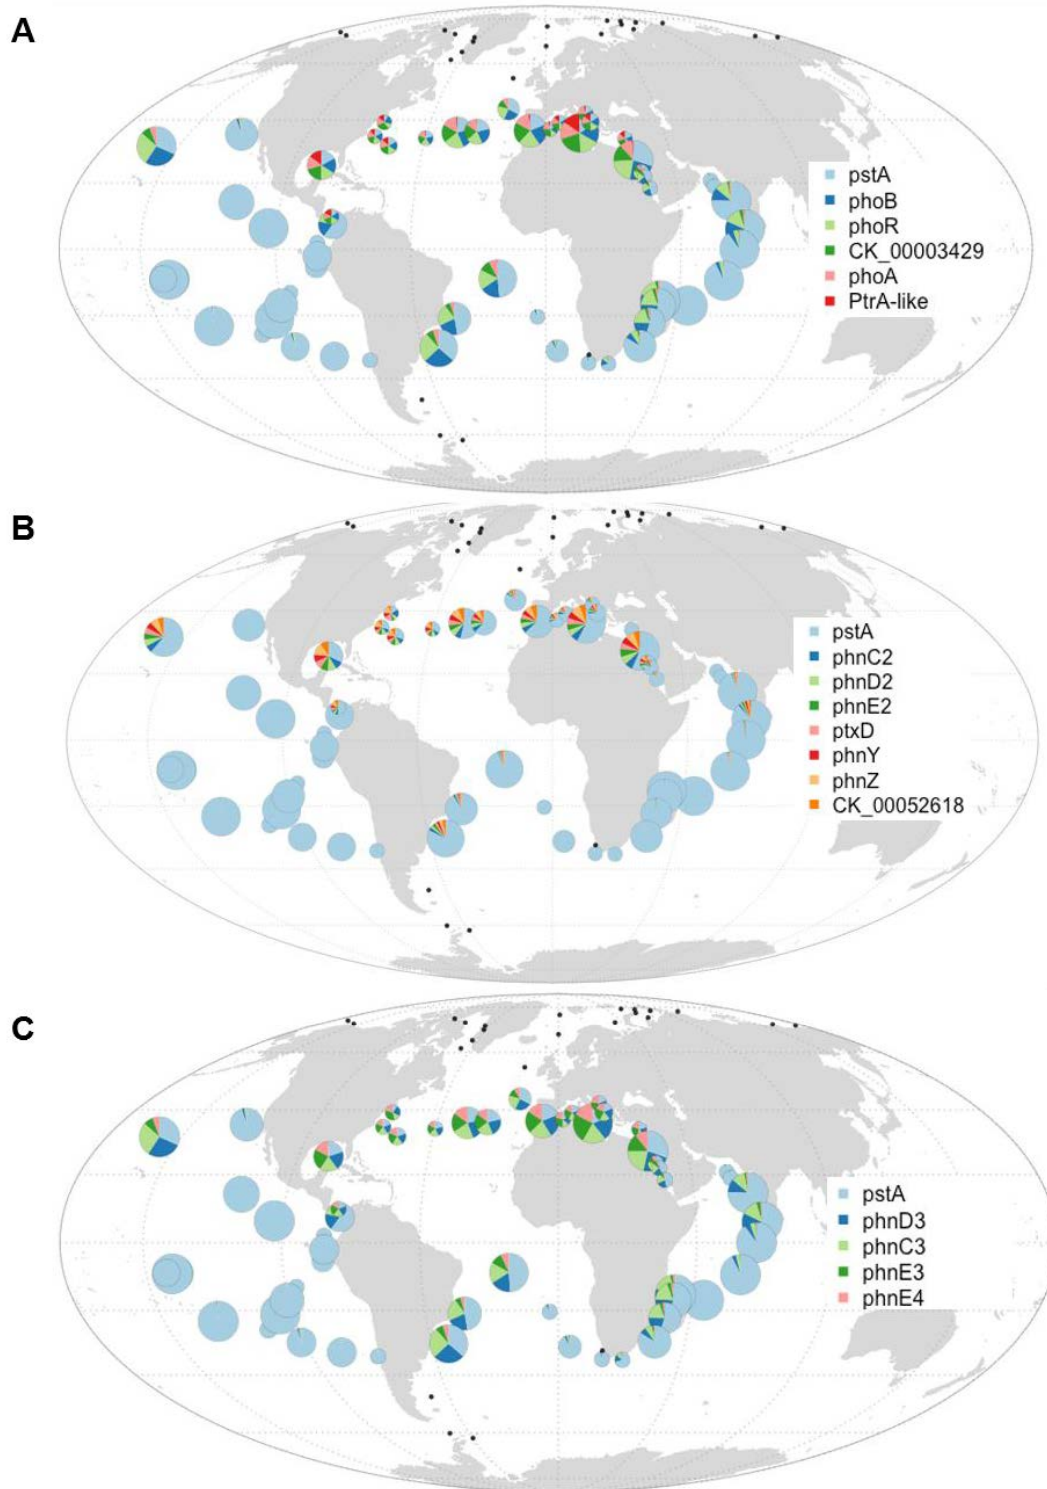 A
pstA
phoB
phoR
CK_00003429
phoA
PtrA-like
B
pstA
phnC2
phnD2
phnE2
ptxD
phnY
phnZ
CK_00052618
C
pstA
phnD3
phnC3
phnE3
phnE4